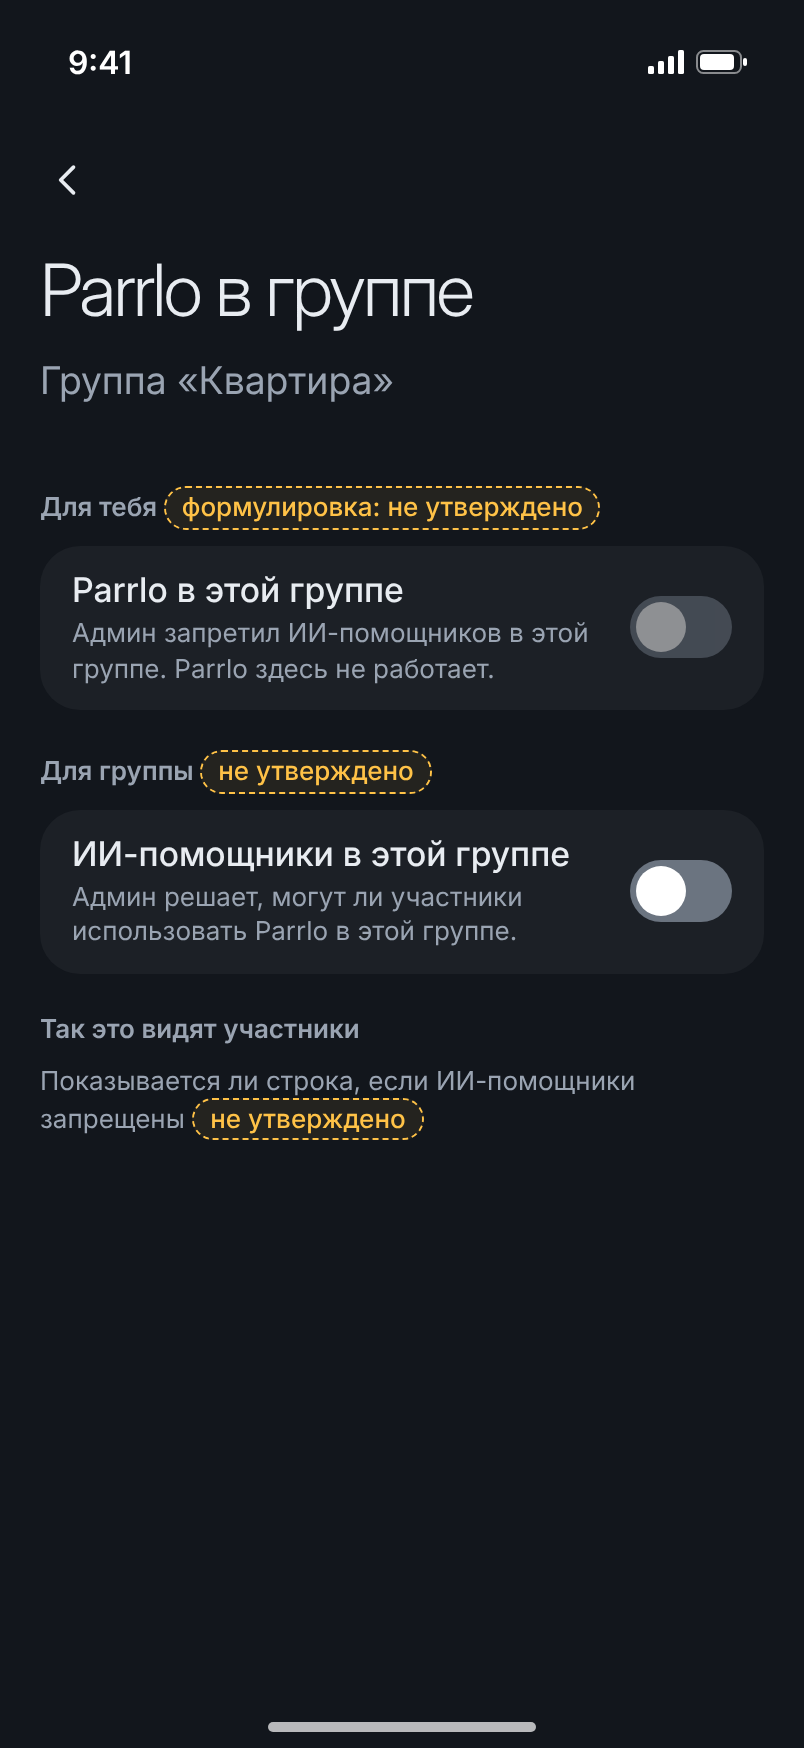 9:41
Parrlo в группе
Группа «Квартира»
Для тебя формулировка: не утверждено
Parrlo в этой группе
Админ запретил ИИ-помощников в этой
группе. Parrlo здесь не работает.
Для группы не утверждено
ИИ-помощники в этой группе
Админ решает, могут ли участники
использовать Parrlo в этой группе.
Так это видят участники
Показывается ли строка, если ИИ-помощники
запрещены не утверждено